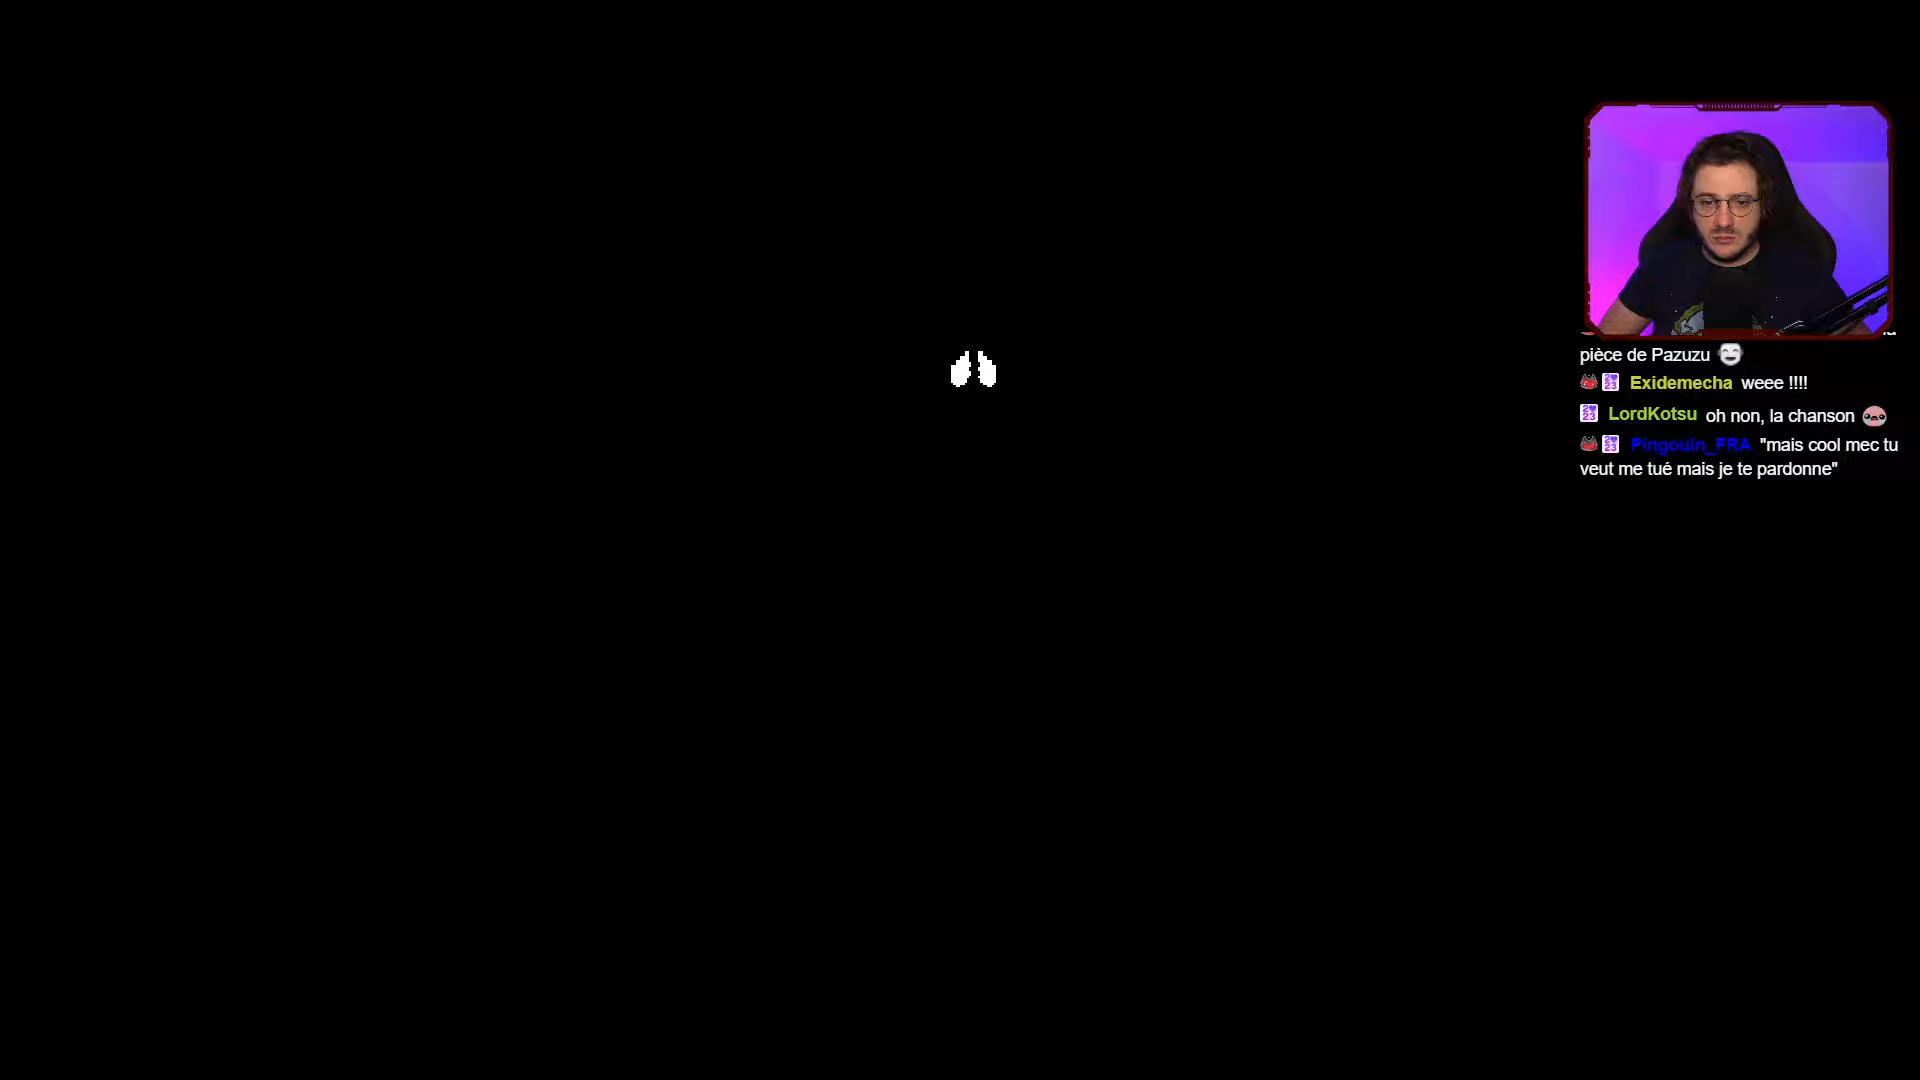 pièce de Pazuzu
Exidemecha weee !!!!
LordKotsu oh non, la chanson
Pingouin_FRA "mais cool mec tu
veut me tué mais je te pardonne"